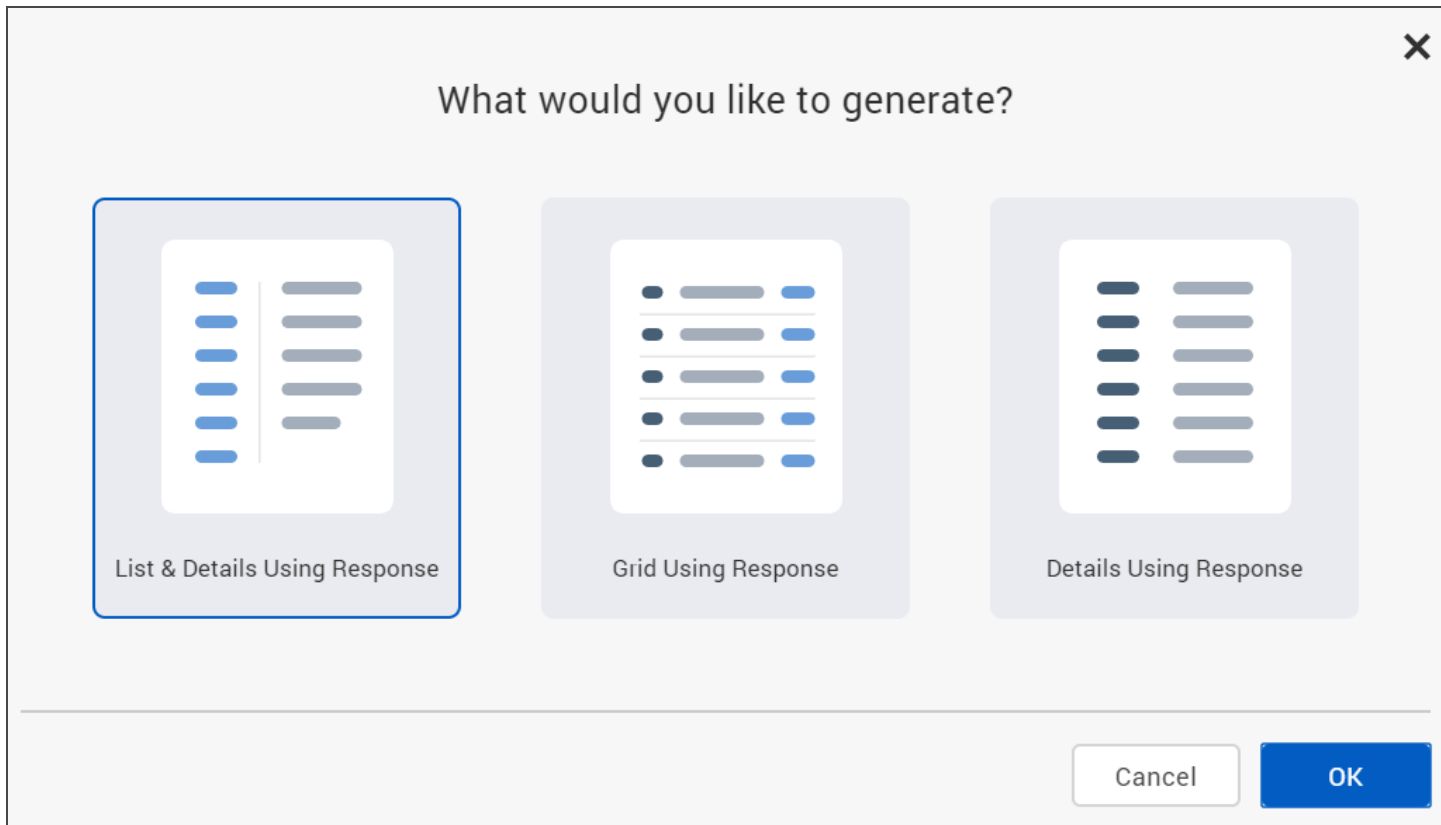 What would you like to generate?
List & Details Using Response
Grid Using Response
Details Using Response
Cancel
OK